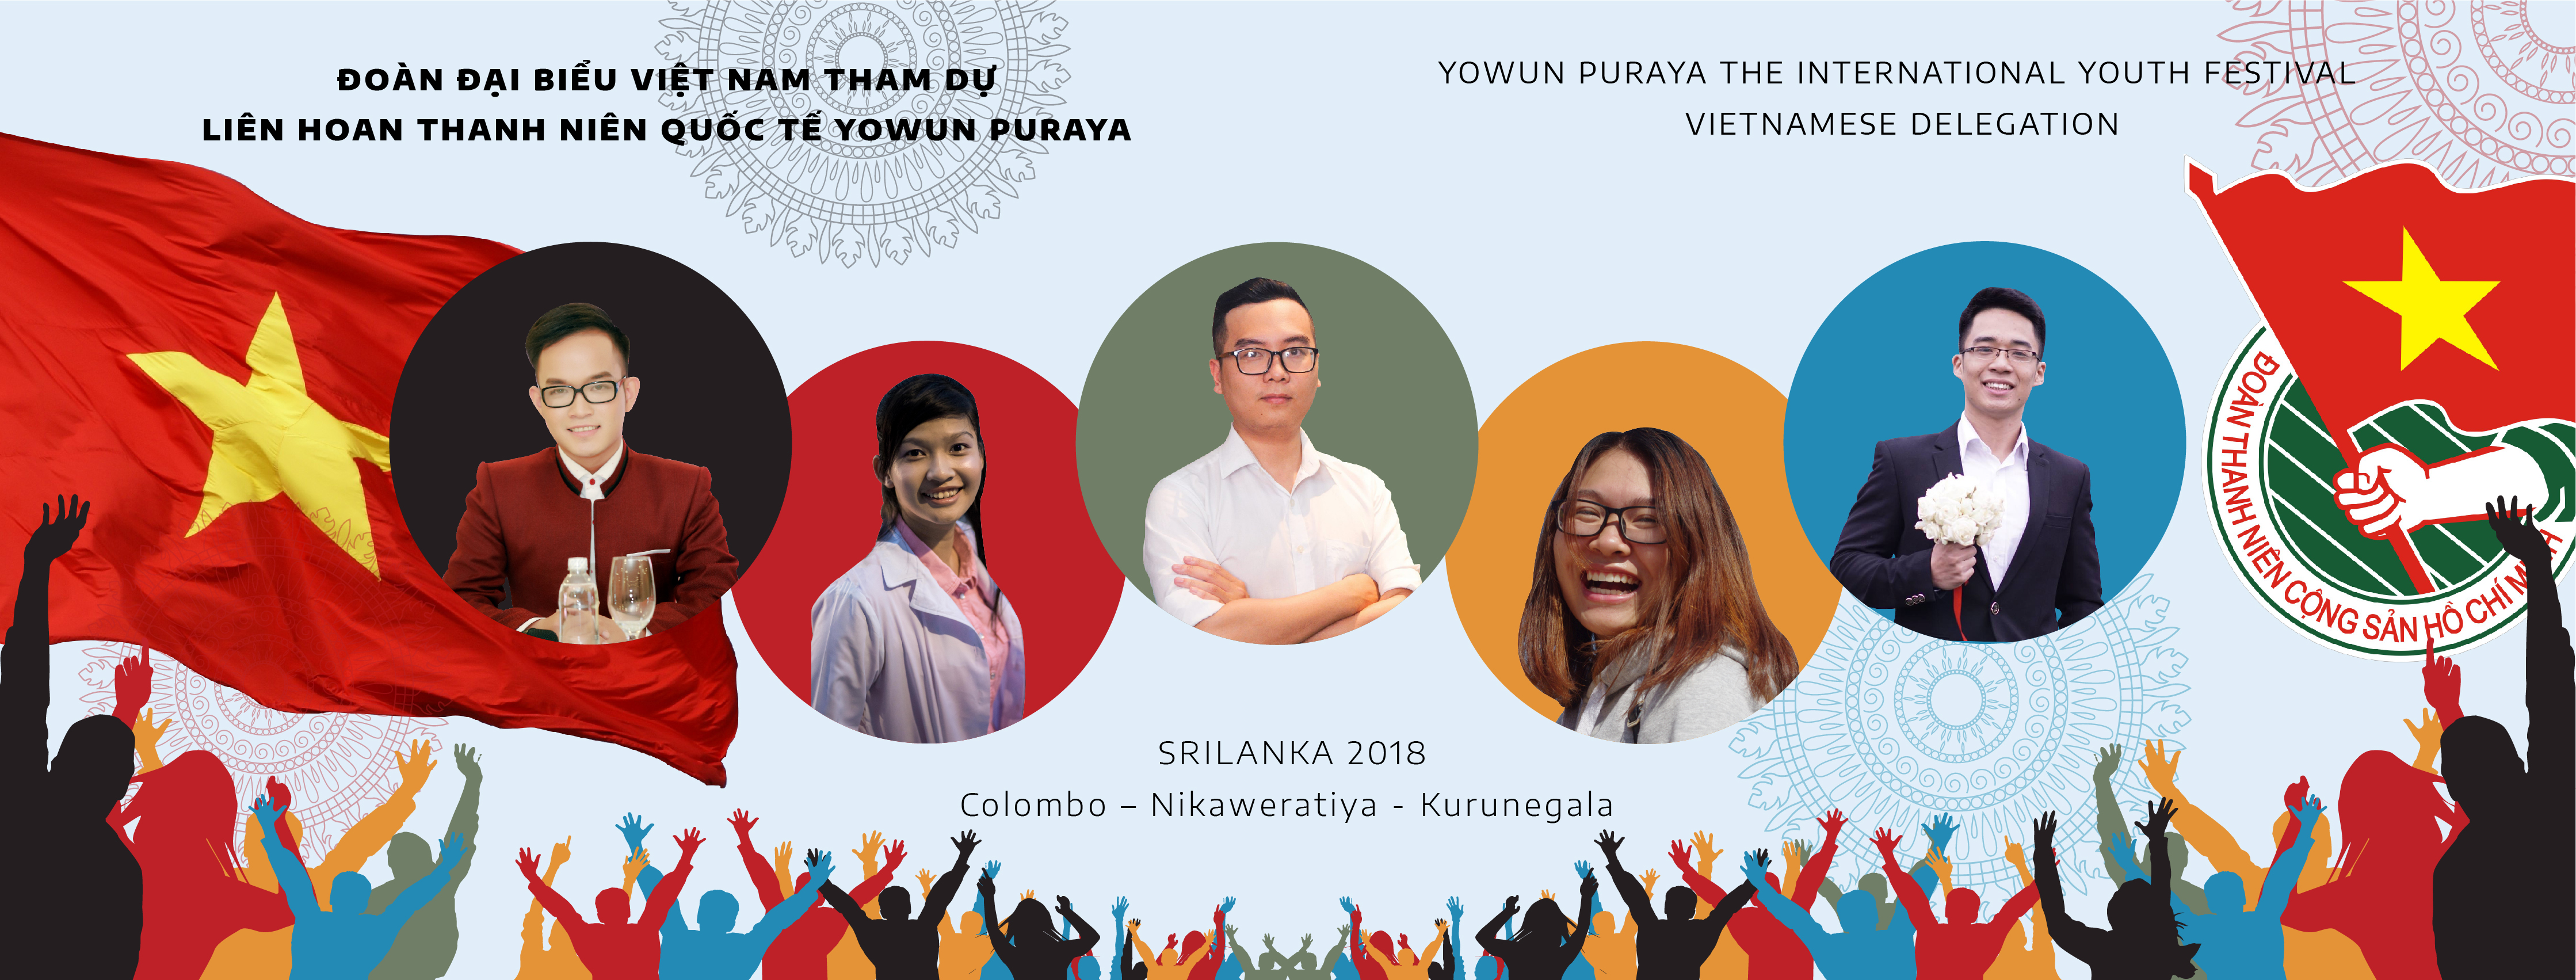 ĐOÀN ĐẠI BIỂU VIỆT NAM THAM DỰ
LIÊN HOAN THANH NIÊN QUỐC TẾ YOWUN PURAYA
YOWUN PURAYA THE INTERNATIONAL YOUTH FESTIVAL
VIETNAMESE DELEGATION
ĐOÀN THANH NIÊN CỘNG SẢN HỒ CHÍ
SRILANKA 2018
Colombo – Nikaweratiya - Kurunegala